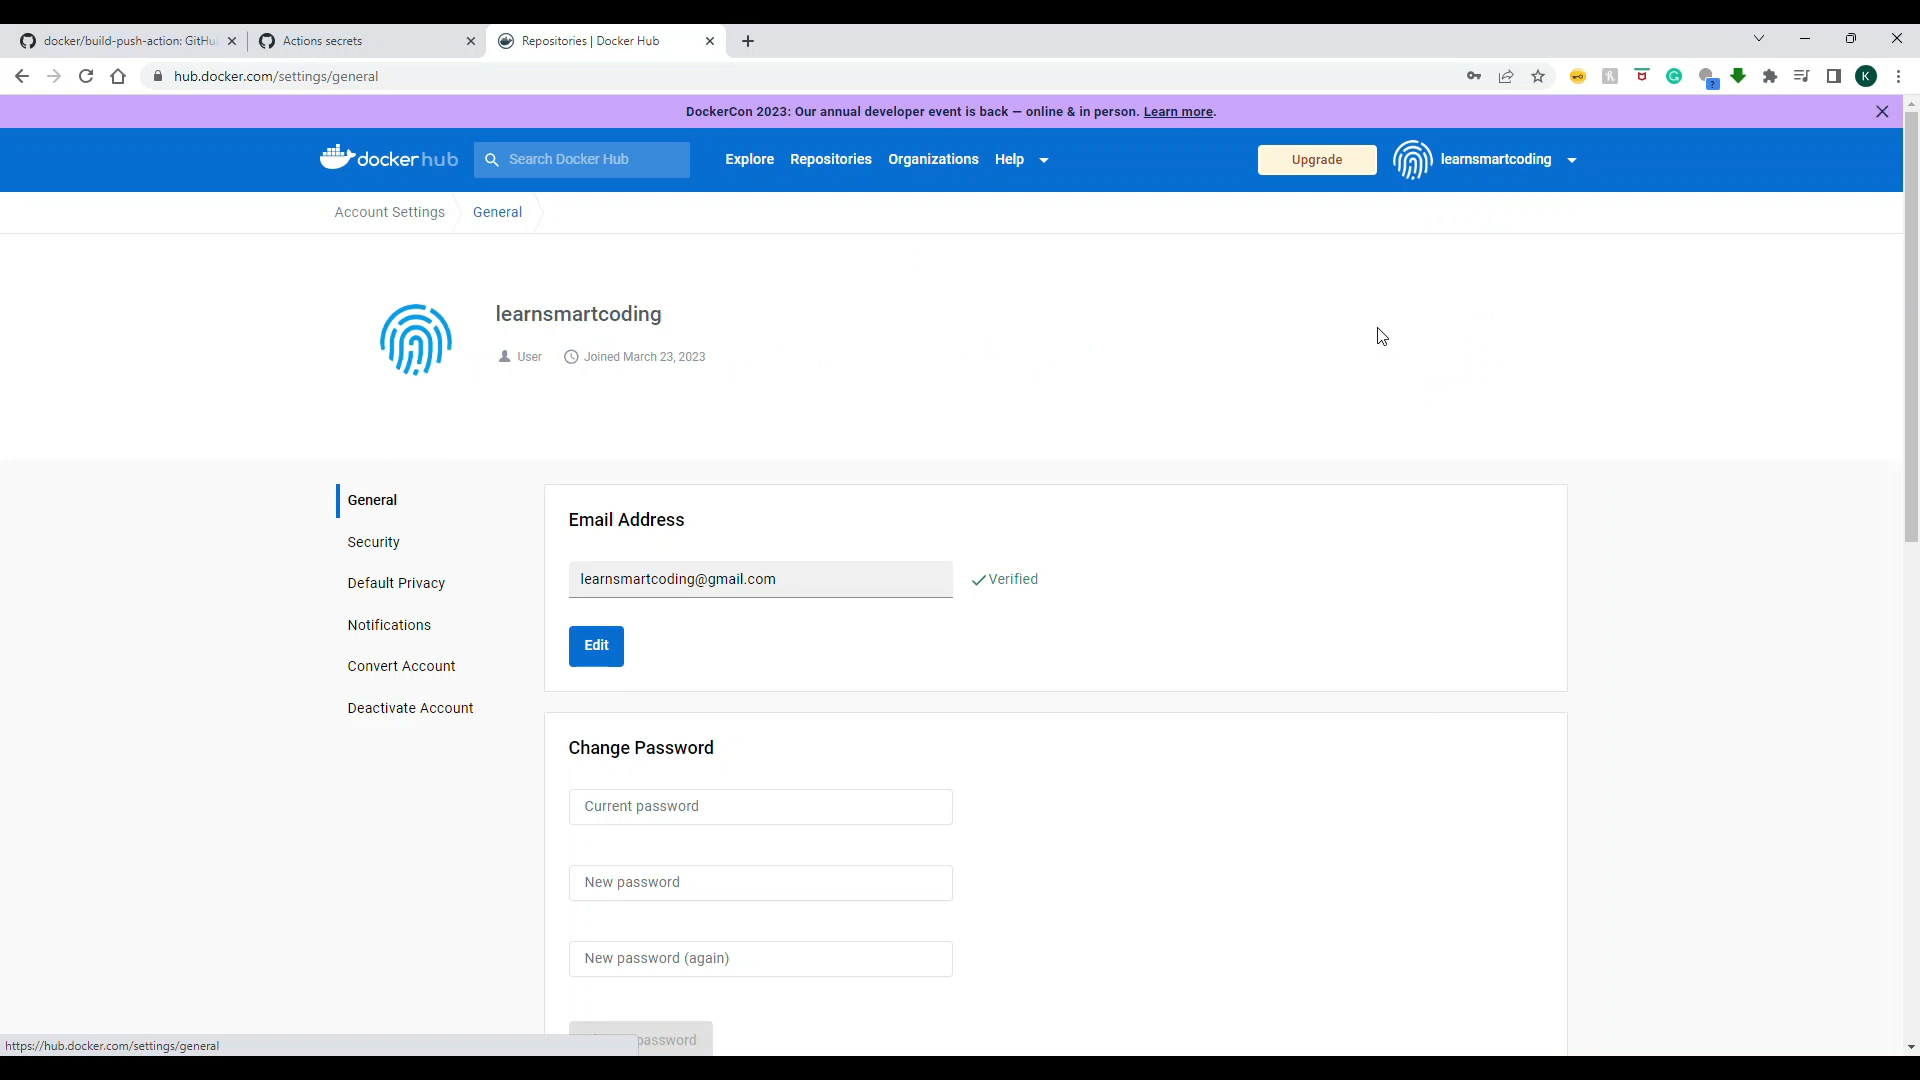 docker/build-push-action: GitHu
Actions secrets
Repositories | Docker Hub
hub.docker.com/settings/general
K
DockerCon 2023: Our annual developer event is back — online & in person. Learn more.
dockerhub
Search Docker Hub
Explore
Repositories
Organizations
Help
Upgrade
learnsmartcoding
Account Settings
General
learnsmartcoding
User
Joined March 23, 2023
General
Security
Default Privacy
Notifications
Convert Account
Deactivate Account
Email Address
learnsmartcoding@gmail.com
Verified
Edit
Change Password
Current password
New password
New password (again)
password
https://hub.docker.com/settings/general